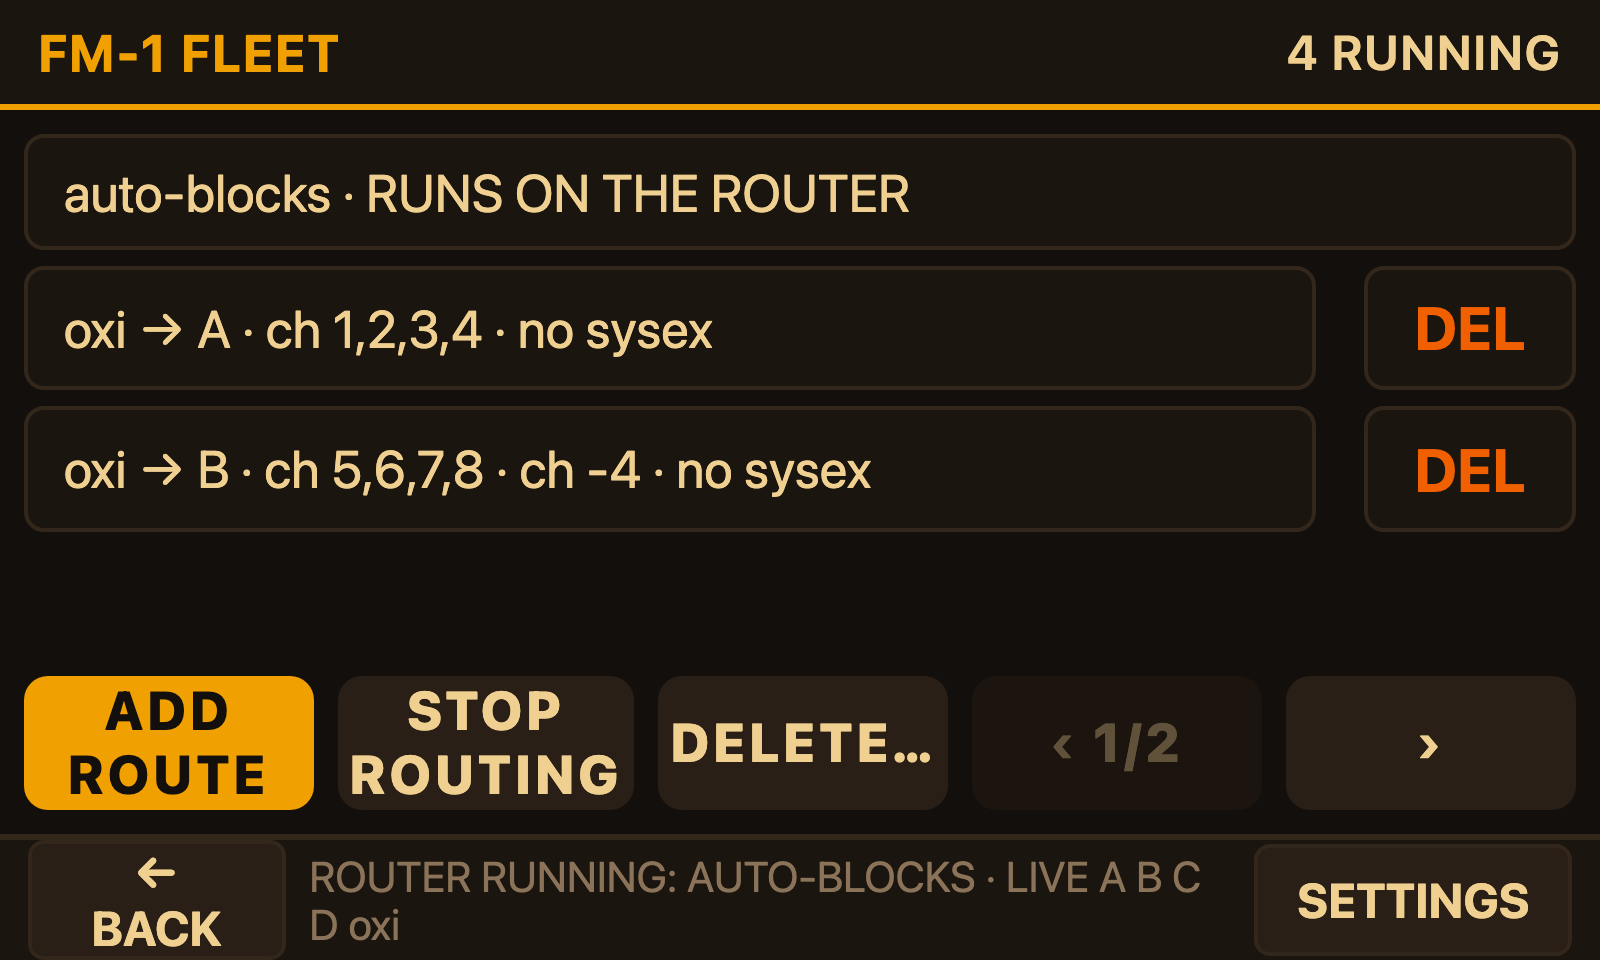 FM-1 FLEET
4 RUNNING
auto-blocks · RUNS ON THE ROUTER
oxi → A · ch 1,2,3,4 · no sysex
DEL
oxi → B · ch 5,6,7,8 · ch -4 · no sysex
DEL
ADD
ROUTE
STOP
ROUTING
DELETE…
‹ 1/2
›
←
BACK
ROUTER RUNNING: AUTO-BLOCKS · LIVE A B C
D oxi
SETTINGS